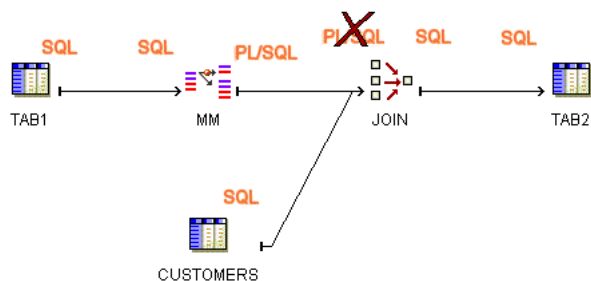 SQL SQL PL/SQL PL/SQL SQL SQL
TAB1 MM JOIN TAB2
SQL
CUSTOMERS